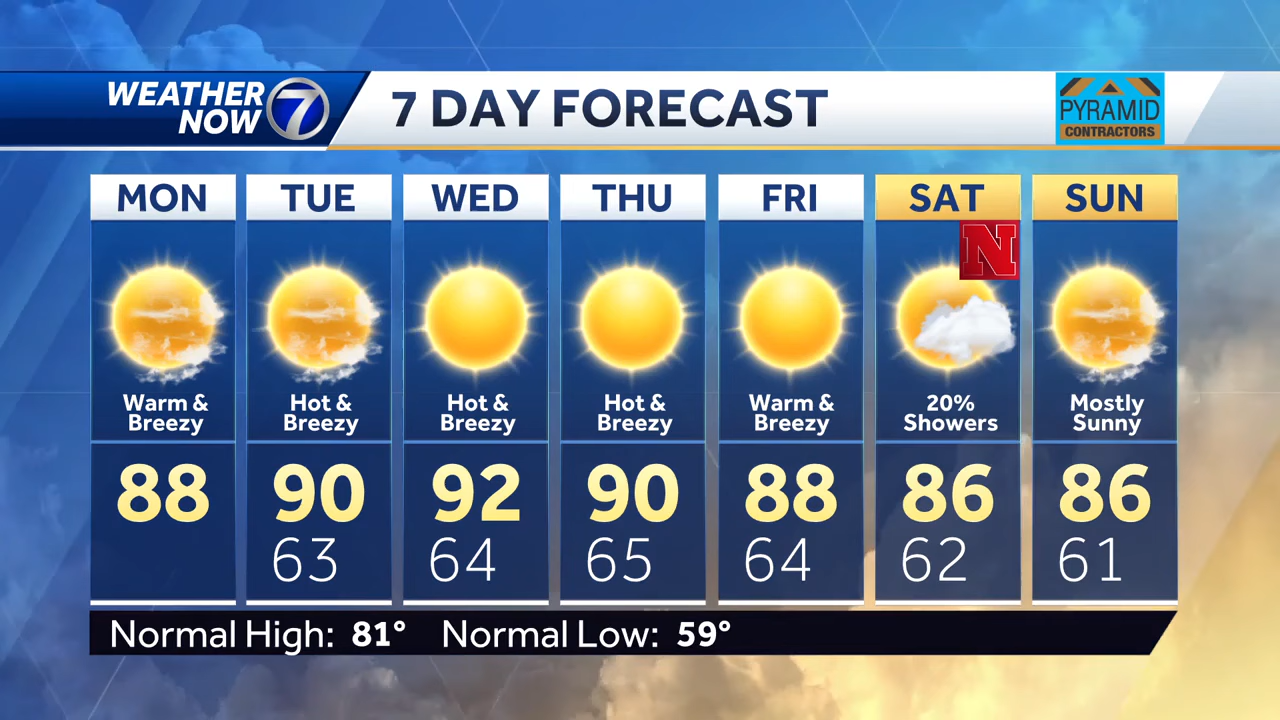 WEATHER
NOW 7
7 DAY FORECAST
PYRAMID
CONTRACTORS
MON TUE WED THU FRI SAT SUN
N
Warm &
Breezy
Hot &
Breezy
Hot &
Breezy
Hot &
Breezy
Warm &
Breezy
20%
Showers
Mostly
Sunny
88 90 92 90 88 86 86
63 64 65 64 62 61
Normal High: 81° Normal Low: 59°